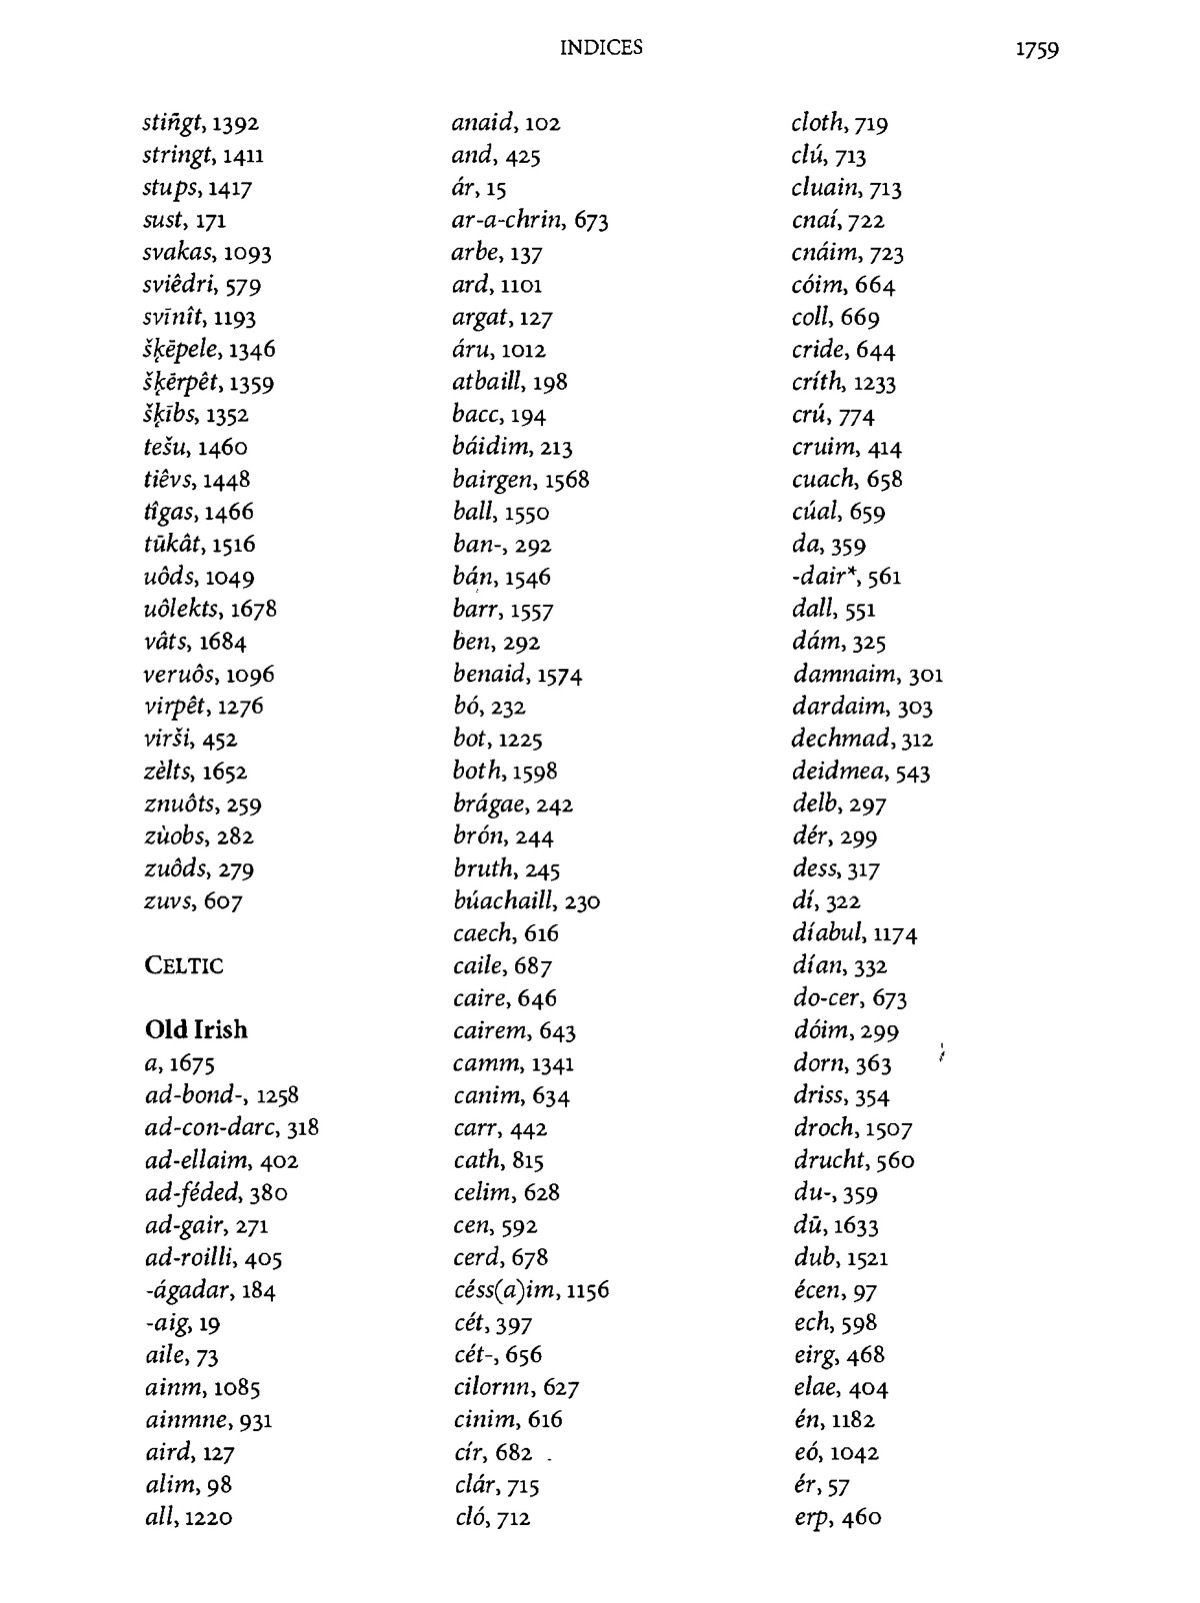 INDICES 1759
stiñgt, 1392
stringt, 1411
stups, 1417
sust, 171
svakas, 1093
sviêdri, 579
svīnît, 1193
šķēpele, 1346
šķērpêt, 1359
šķībs, 1352
tešu, 1460
tiêvs, 1448
tîgas, 1466
tūkât, 1516
uôds, 1049
uôlekts, 1678
vâts, 1684
veruôs, 1096
virpêt, 1276
virši, 452
zèlts, 1652
znuôts, 259
zùobs, 282
zuôds, 279
zuvs, 607
CELTIC
Old Irish
a, 1675
ad-bond-, 1258
ad-con-darc, 318
ad-ellaim, 402
ad-féded, 380
ad-gair, 271
ad-roilli, 405
-ágadar, 184
-aig, 19
aile, 73
ainm, 1085
ainmne, 931
aird, 127
alim, 98
all, 1220
anaid, 102
and, 425
ár, 15
ar-a-chrin, 673
arbe, 137
ard, 1101
argat, 127
áru, 1012
atbaill, 198
bacc, 194
báidim, 213
bairgen, 1568
ball, 1550
ban-, 292
bán, 1546
barr, 1557
ben, 292
benaid, 1574
bó, 232
bot, 1225
both, 1598
brágae, 242
brón, 244
bruth, 245
búachaill, 230
caech, 616
caile, 687
caire, 646
cairem, 643
camm, 1341
canim, 634
carr, 442
cath, 815
celim, 628
cen, 592
cerd, 678
céss(a)im, 1156
cét, 397
cét-, 656
cilornn, 627
cinim, 616
cír, 682
clár, 715
cló, 712
cloth, 719
clú, 713
cluain, 713
cnaí, 722
cnáim, 723
cóim, 664
coll, 669
cride, 644
críth, 1233
crú, 774
cruim, 414
cuach, 658
cúal, 659
da, 359
-dair*, 561
dall, 551
dám, 325
damnaim, 301
dardaim, 303
dechmad, 312
deidmea, 543
delb, 297
dér, 299
dess, 317
dí, 322
díabul, 1174
dían, 332
do-cer, 673
dóim, 299
dorn, 363
driss, 354
droch, 1507
drucht, 560
du-, 359
dū, 1633
dub, 1521
écen, 97
ech, 598
eirg, 468
elae, 404
én, 1182
eó, 1042
ér, 57
erp, 460